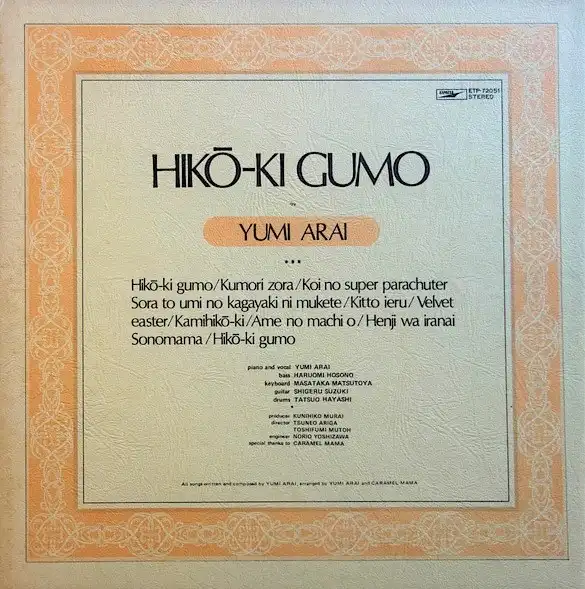 EXPRESS ETP-72051
STEREO
HIKŌ-KI GUMO
by
YUMI ARAI
***
Hikō-ki gumo/Kumori zora/Koi no super parachuter
Sora to umi no kagayaki ni mukete/Kitto ieru/Velvet
easter/Kamihikō-ki/Ame no machi o/Henji wa iranai
Sonomama/Hikō-ki gumo
piano and vocal YUMI ARAI
bass HARUOMI HOSONO
keyboard MASATAKA MATSUTOYA
guitar SHIGERU SUZUKI
drums TATSUO HAYASHI
*
producer KUNIHIKO MURAI
director TSUNEO ARIGA
TOSHIFUMI MUTOH
engineer NORIO YOSHIZAWA
special thanks to CARAMEL MAMA
All songs written and composed by YUMI ARAI, arranged by YUMI ARAI and CARAMEL MAMA